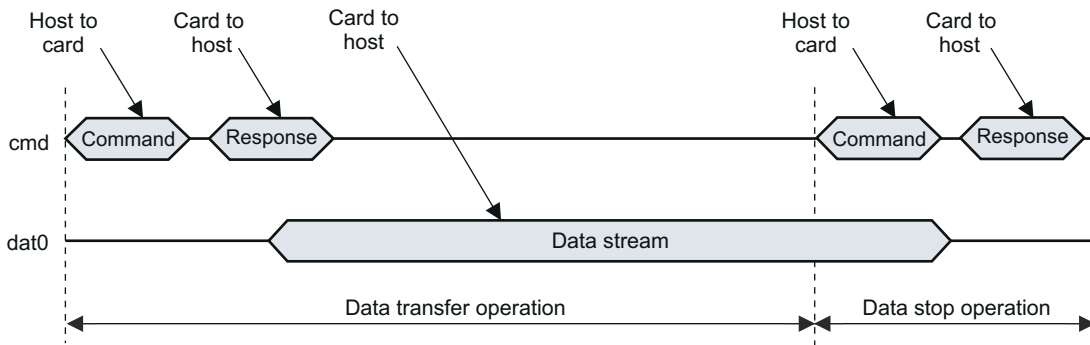 Host to
card
Card to
host
Card to
host
Host to
card
Card to
host
cmd
Command
Response
Command
Response
dat0
Data stream
Data transfer operation
Data stop operation